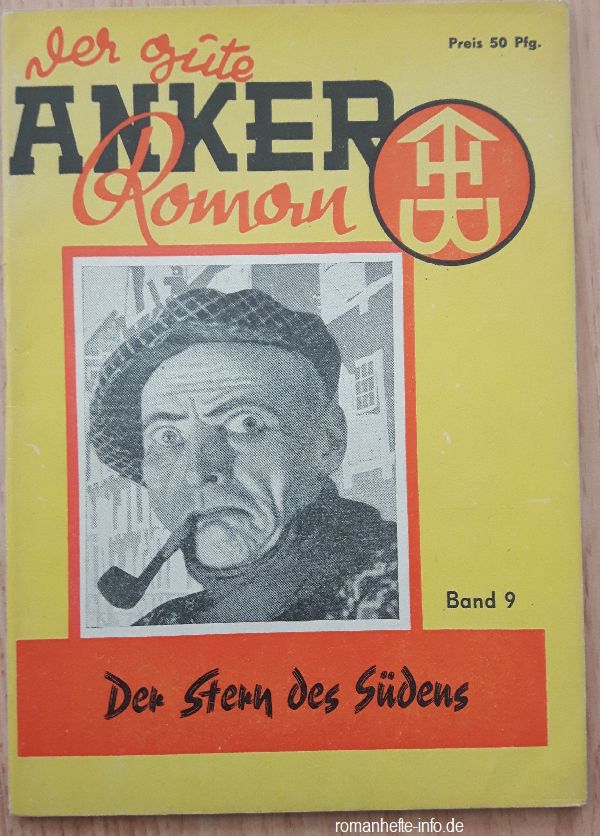 Preis 50 Pfg.
Der gute
ANKER
Roman
Band 9
Der Stern des Südens
romanhefte-info.de